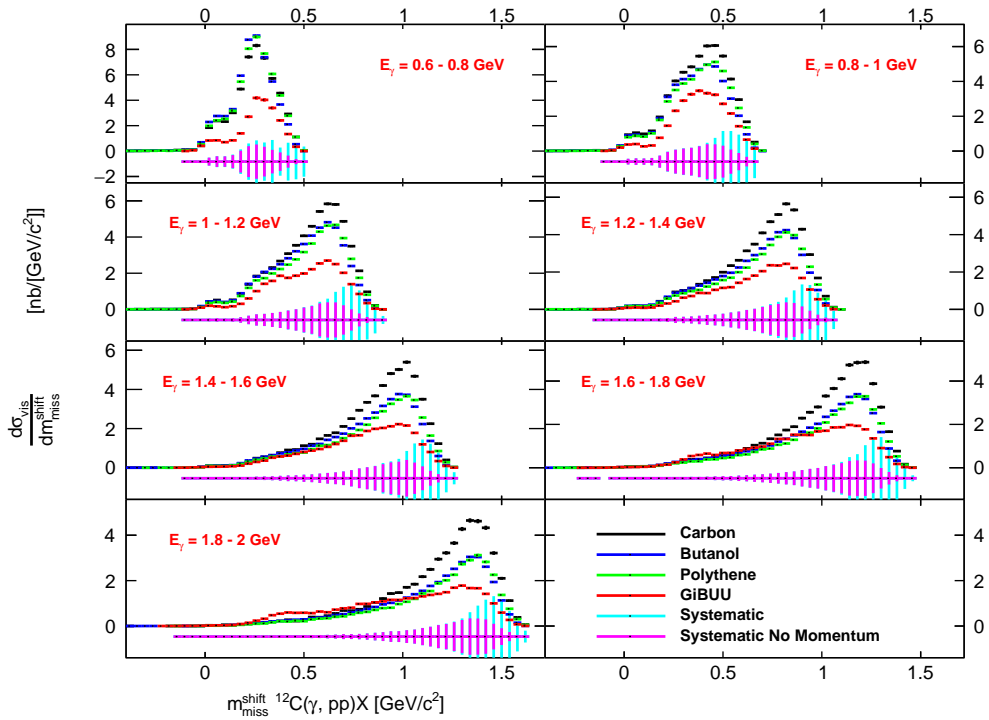 0 0.5 1 1.5 0 0.5 1 1.5
8
6
4
2
0
−2
E_γ = 0.6 - 0.8 GeV
E_γ = 0.8 - 1 GeV
6
4
2
0
6
4
2
0
E_γ = 1 - 1.2 GeV
E_γ = 1.2 - 1.4 GeV
6
4
2
0
6
4
2
0
E_γ = 1.4 - 1.6 GeV
E_γ = 1.6 - 1.8 GeV
4
2
0
4
2
0
E_γ = 1.8 - 2 GeV
4
2
0
Carbon
Butanol
Polythene
GiBUU
Systematic
Systematic No Momentum
4
2
0
0 0.5 1 1.5 0 0.5 1 1.5
m_miss^shift ¹²C(γ, pp)X [GeV/c²]
dσ_vis / dm_miss^shift [nb/[GeV/c²]]